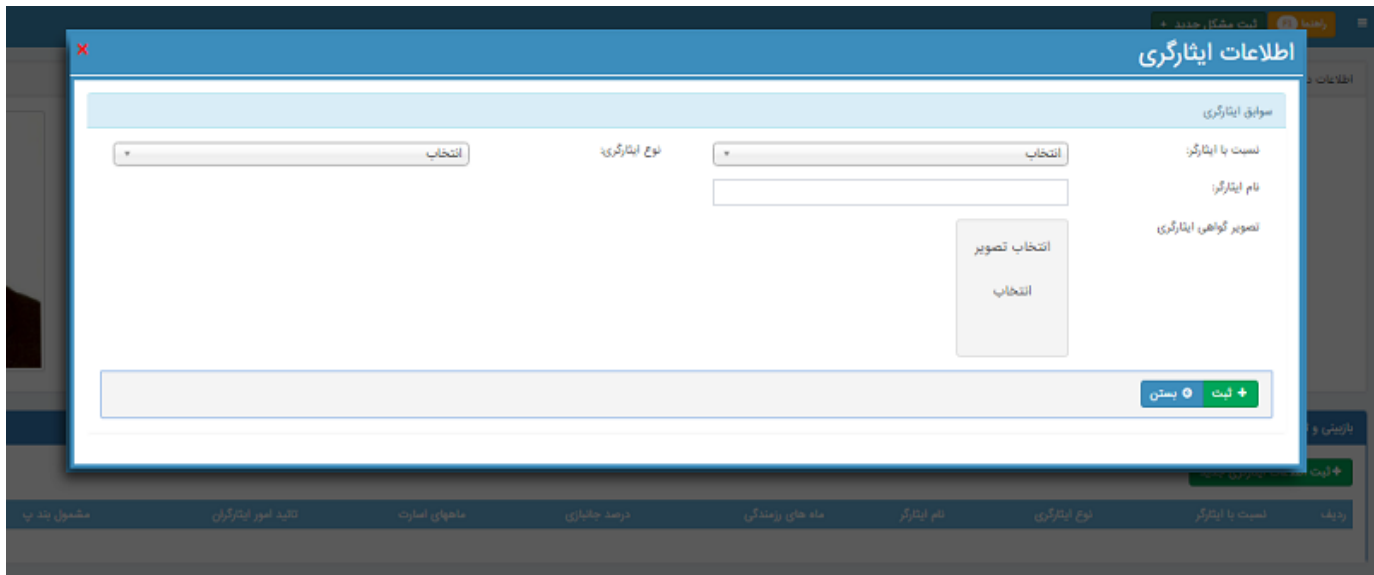 راهنما
ثبت مشکل جدید +
اطلاعات ایثارگری
سوابق ایثارگری
نسبت با ایثارگر: انتخاب نوع ایثارگری: انتخاب
نام ایثارگر:
تصویر گواهی ایثارگری
انتخاب تصویر
انتخاب
+ ثبت بستن
بازبینی و
+ ثبت
ردیف نسبت با ایثارگر نوع ایثارگری نام ایثارگر ماه های رزمندگی درصد جانبازی ماههای اسارت تائید امور ایثارگران مشمول بند پ